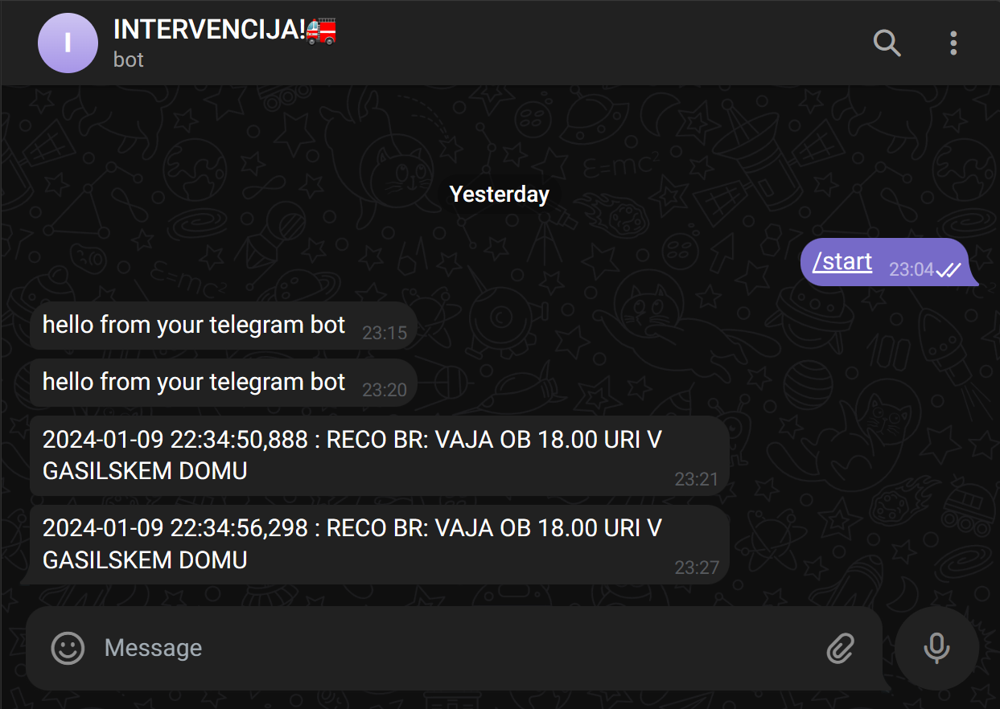 I
INTERVENCIJA!🚒
bot
Yesterday
/start 23:04
hello from your telegram bot 23:15
hello from your telegram bot 23:20
2024-01-09 22:34:50,888 : RECO BR: VAJA OB 18.00 URI V
GASILSKEM DOMU 23:21
2024-01-09 22:34:56,298 : RECO BR: VAJA OB 18.00 URI V
GASILSKEM DOMU 23:27
Message